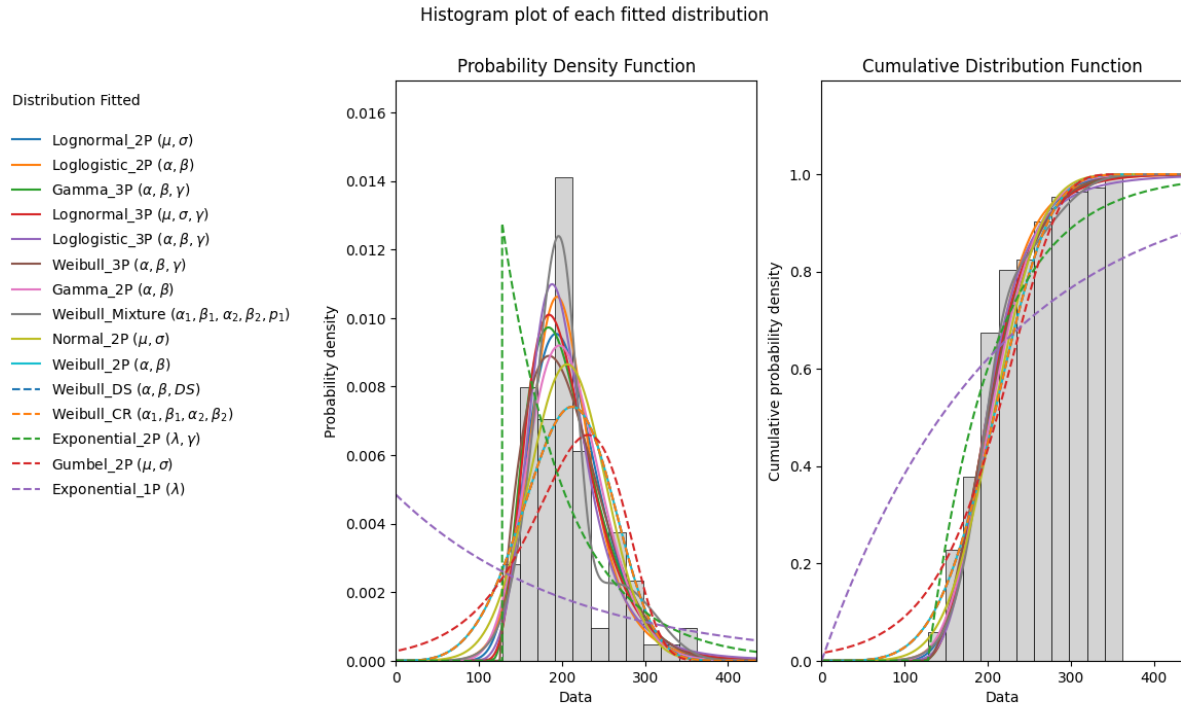 Histogram plot of each fitted distribution
Distribution Fitted
Lognormal_2P (μ, σ)
Loglogistic_2P (α, β)
Gamma_3P (α, β, γ)
Lognormal_3P (μ, σ, γ)
Loglogistic_3P (α, β, γ)
Weibull_3P (α, β, γ)
Gamma_2P (α, β)
Weibull_Mixture (α₁, β₁, α₂, β₂, p₁)
Normal_2P (μ, σ)
Weibull_2P (α, β)
Weibull_DS (α, β, DS)
Weibull_CR (α₁, β₁, α₂, β₂)
Exponential_2P (λ, γ)
Gumbel_2P (μ, σ)
Exponential_1P (λ)
Probability Density Function
Probability density
0.016
0.014
0.012
0.010
0.008
0.006
0.004
0.002
0.000
0 100 200 300 400
Data
Cumulative Distribution Function
Cumulative probability density
1.0
0.8
0.6
0.4
0.2
0.0
0 100 200 300 400
Data